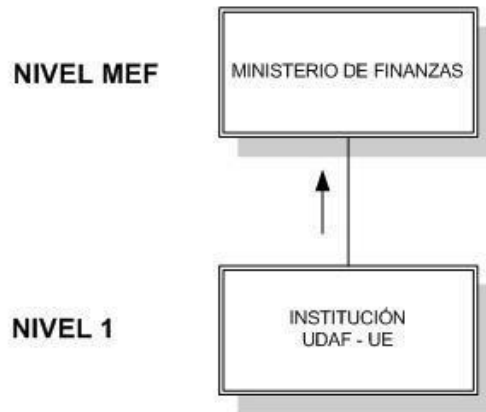 NIVEL MEF
MINISTERIO DE FINANZAS
NIVEL 1
INSTITUCIÓN
UDAF - UE